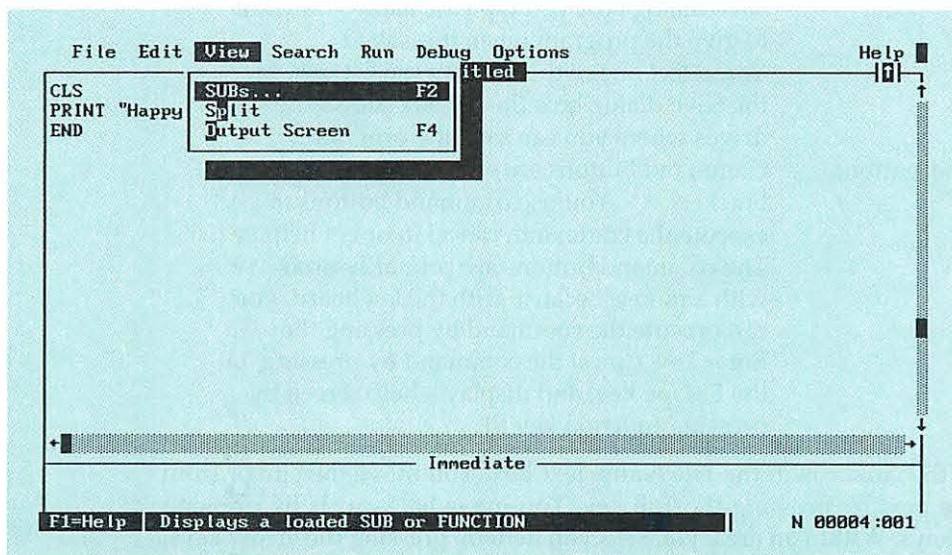 File Edit View Search Run Debug Options Help
itled
CLS
PRINT "Happy
END
SUBs... F2
Split
Output Screen F4
Immediate
F1=Help Displays a loaded SUB or FUNCTION N 00004:001